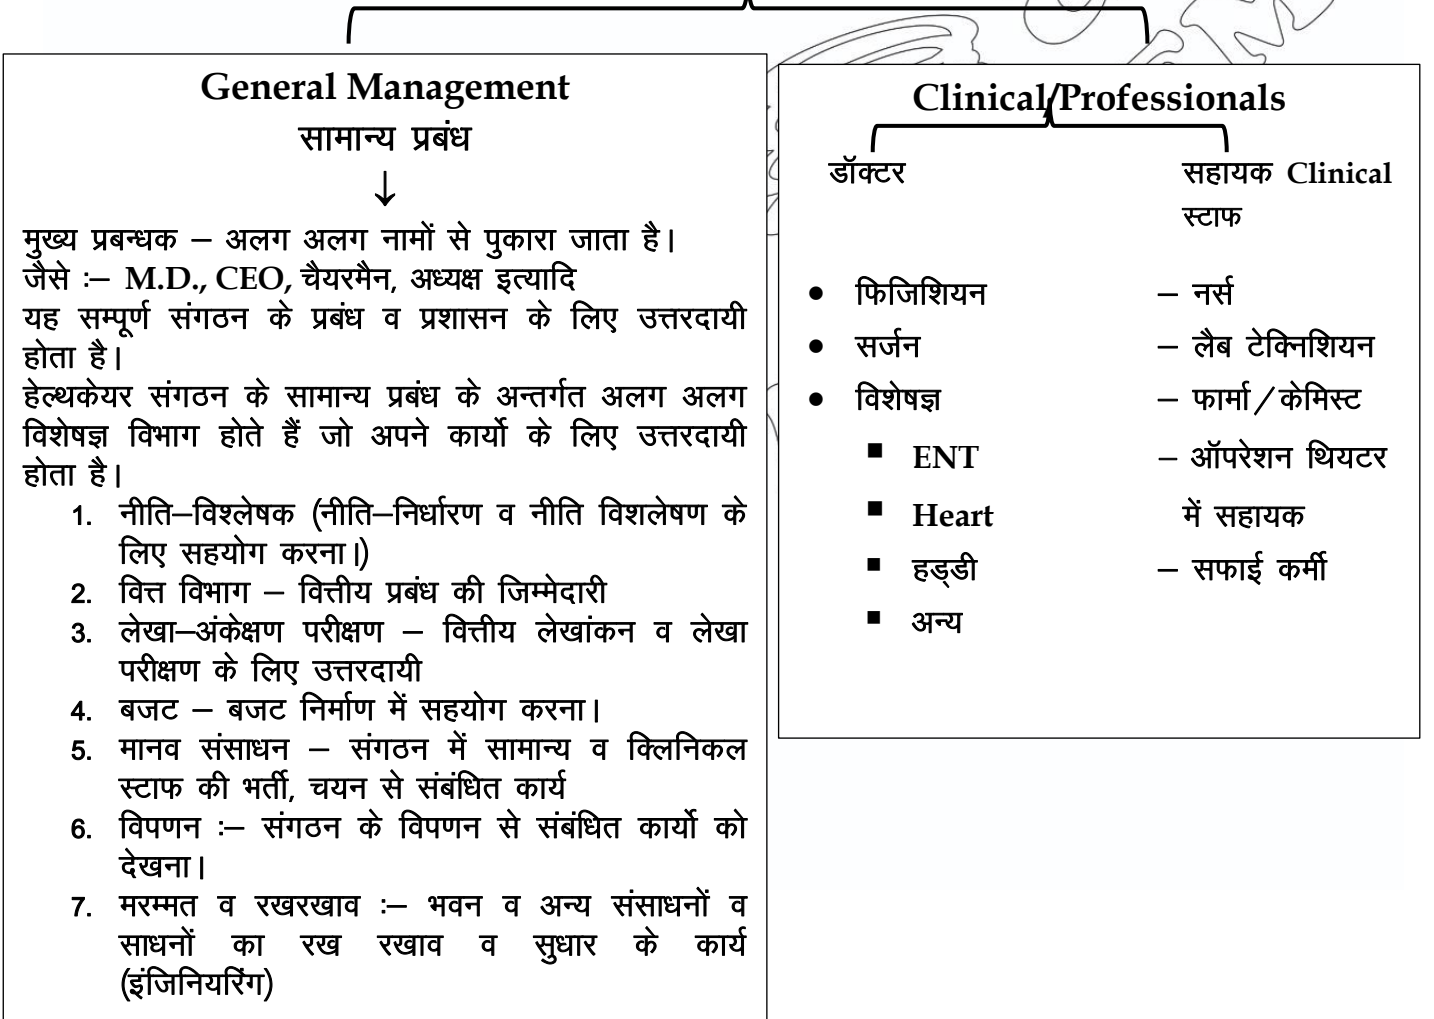 General Management
सामान्य प्रबंध
↓
मुख्य प्रबन्धक – अलग अलग नामों से पुकारा जाता है।
जैसे :– M.D., CEO, चैयरमैन, अध्यक्ष इत्यादि
यह सम्पूर्ण संगठन के प्रबंध व प्रशासन के लिए उत्तरदायी
होता है।
हेल्थकेयर संगठन के सामान्य प्रबंध के अन्तर्गत अलग अलग
विशेषज्ञ विभाग होते हैं जो अपने कार्यो के लिए उत्तरदायी
होता है।
1. नीति–विश्लेषक (नीति–निर्धारण व नीति विशलेषण के
लिए सहयोग करना।)
2. वित्त विभाग – वित्तीय प्रबंध की जिम्मेदारी
3. लेखा–अंकेक्षण परीक्षण – वित्तीय लेखांकन व लेखा
परीक्षण के लिए उत्तरदायी
4. बजट – बजट निर्माण में सहयोग करना।
5. मानव संसाधन – संगठन में सामान्य व क्लिनिकल
स्टाफ की भर्ती, चयन से संबंधित कार्य
6. विपणन :– संगठन के विपणन से संबंधित कार्यो को
देखना।
7. मरम्मत व रखरखाव :– भवन व अन्य संसाधनों व
साधनों का रख रखाव व सुधार के कार्य
(इंजिनियरिंग)
Clinical/Professionals
डॉक्टर
• फिजिशियन
• सर्जन
• विशेषज्ञ
▪ ENT
▪ Heart
▪ हड्डी
▪ अन्य
सहायक Clinical
स्टाफ
– नर्स
– लैब टेक्निशियन
– फार्मा/केमिस्ट
– ऑपरेशन थियटर
में सहायक
– सफाई कर्मी